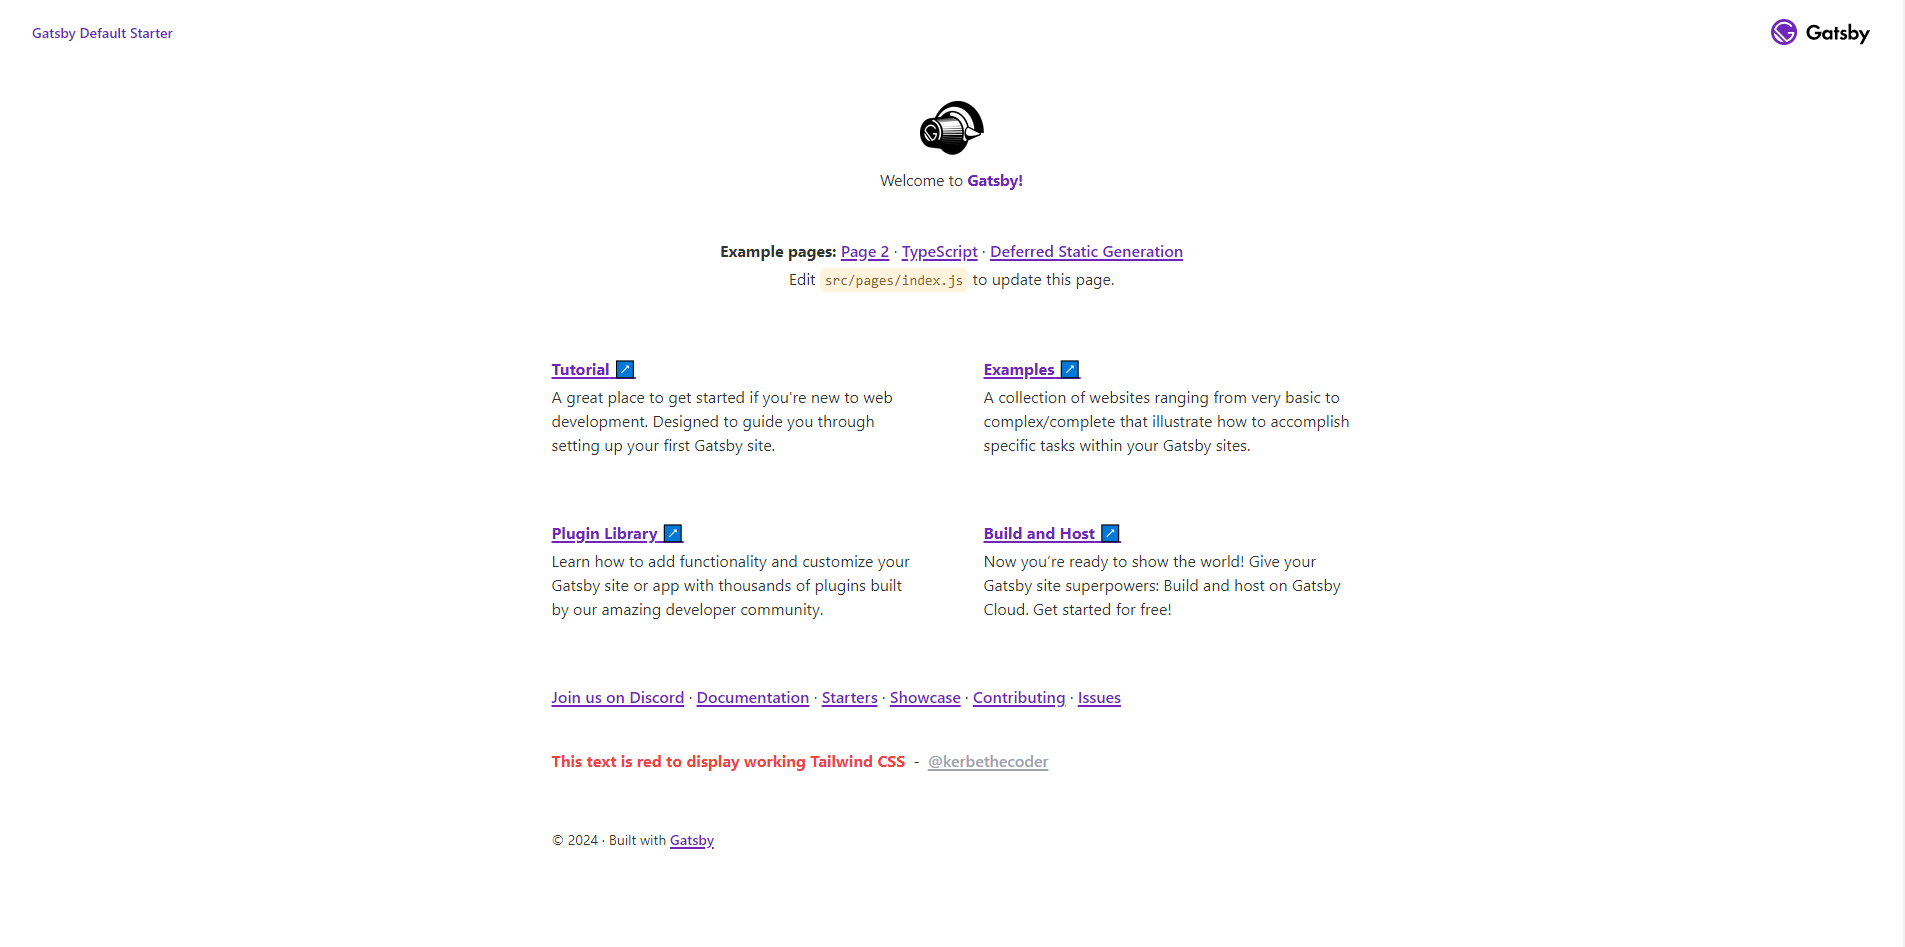 Gatsby Default Starter
Gatsby
Welcome to Gatsby!
Example pages: Page 2 · TypeScript · Deferred Static Generation
Edit src/pages/index.js to update this page.
Tutorial ↗
A great place to get started if you're new to web
development. Designed to guide you through
setting up your first Gatsby site.
Examples ↗
A collection of websites ranging from very basic to
complex/complete that illustrate how to accomplish
specific tasks within your Gatsby sites.
Plugin Library ↗
Learn how to add functionality and customize your
Gatsby site or app with thousands of plugins built
by our amazing developer community.
Build and Host ↗
Now you’re ready to show the world! Give your
Gatsby site superpowers: Build and host on Gatsby
Cloud. Get started for free!
Join us on Discord · Documentation · Starters · Showcase · Contributing · Issues
This text is red to display working Tailwind CSS - @kerbethecoder
© 2024 · Built with Gatsby